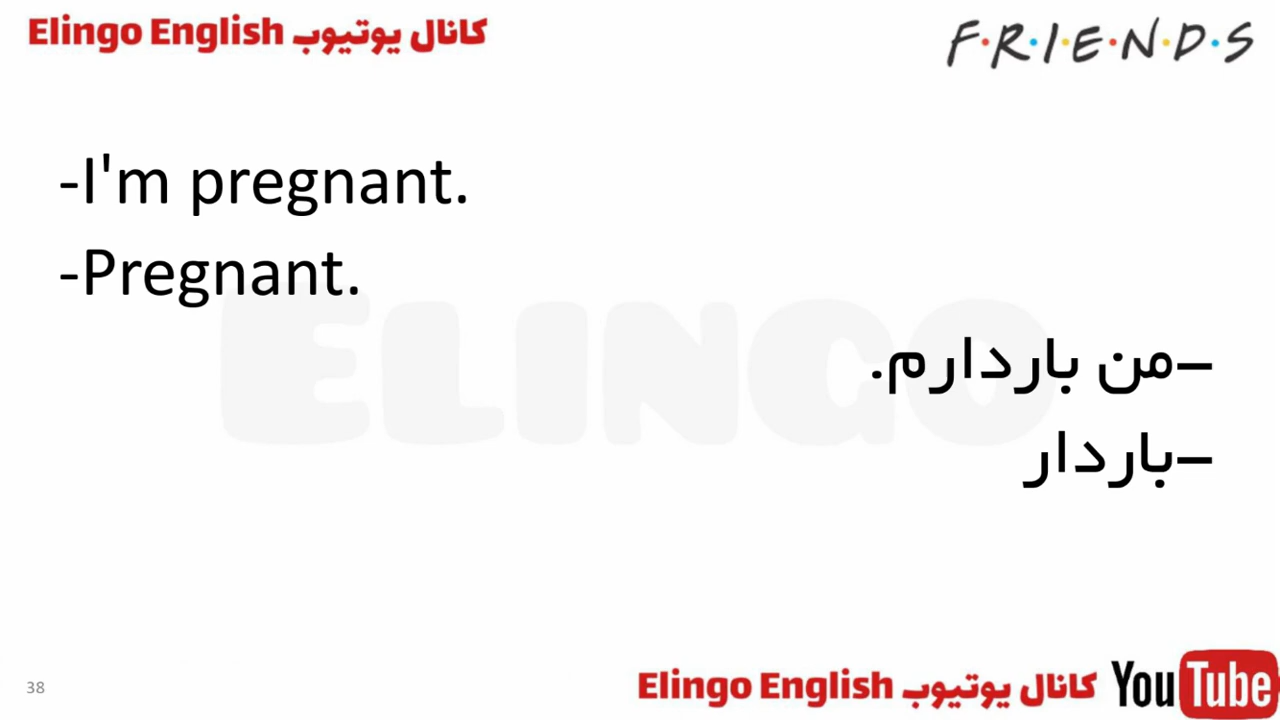 Elingo English کانال یوتیوب
F·R·I·E·N·D·S
-I'm pregnant.
-Pregnant.
ELINGO
–من باردارم.
–باردار
38
Elingo English کانال یوتیوب
YouTube